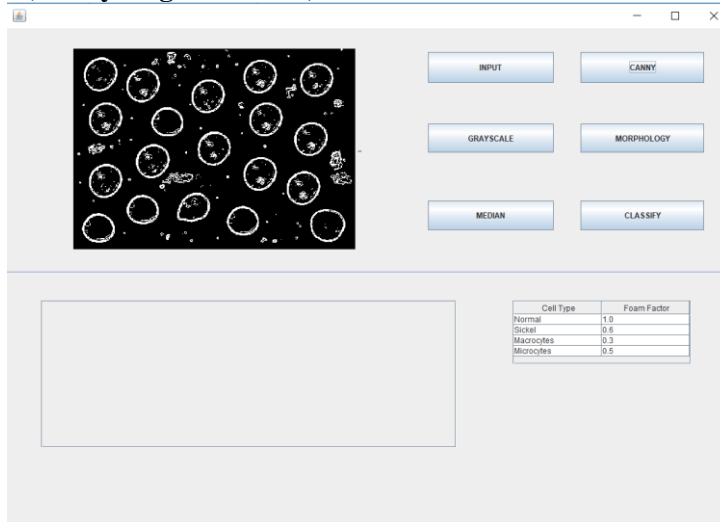 INPUT CANNY
GRAYSCALE MORPHOLOGY
MEDIAN CLASSIFY
Cell Type Foam Factor
Normal 1.0
Sickel 0.6
Macrocytes 0.3
Microcytes 0.5